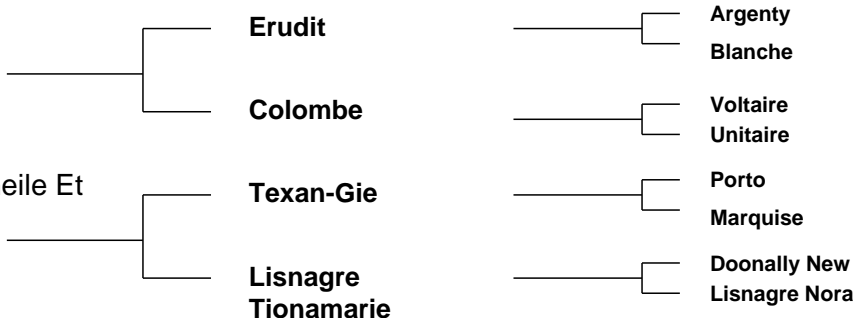 Erudit
Argenty
Blanche
Colombe
Voltaire
Unitaire
eile Et
Texan-Gie
Porto
Marquise
Lisnagre
Tionamarie
Doonally New
Lisnagre Nora